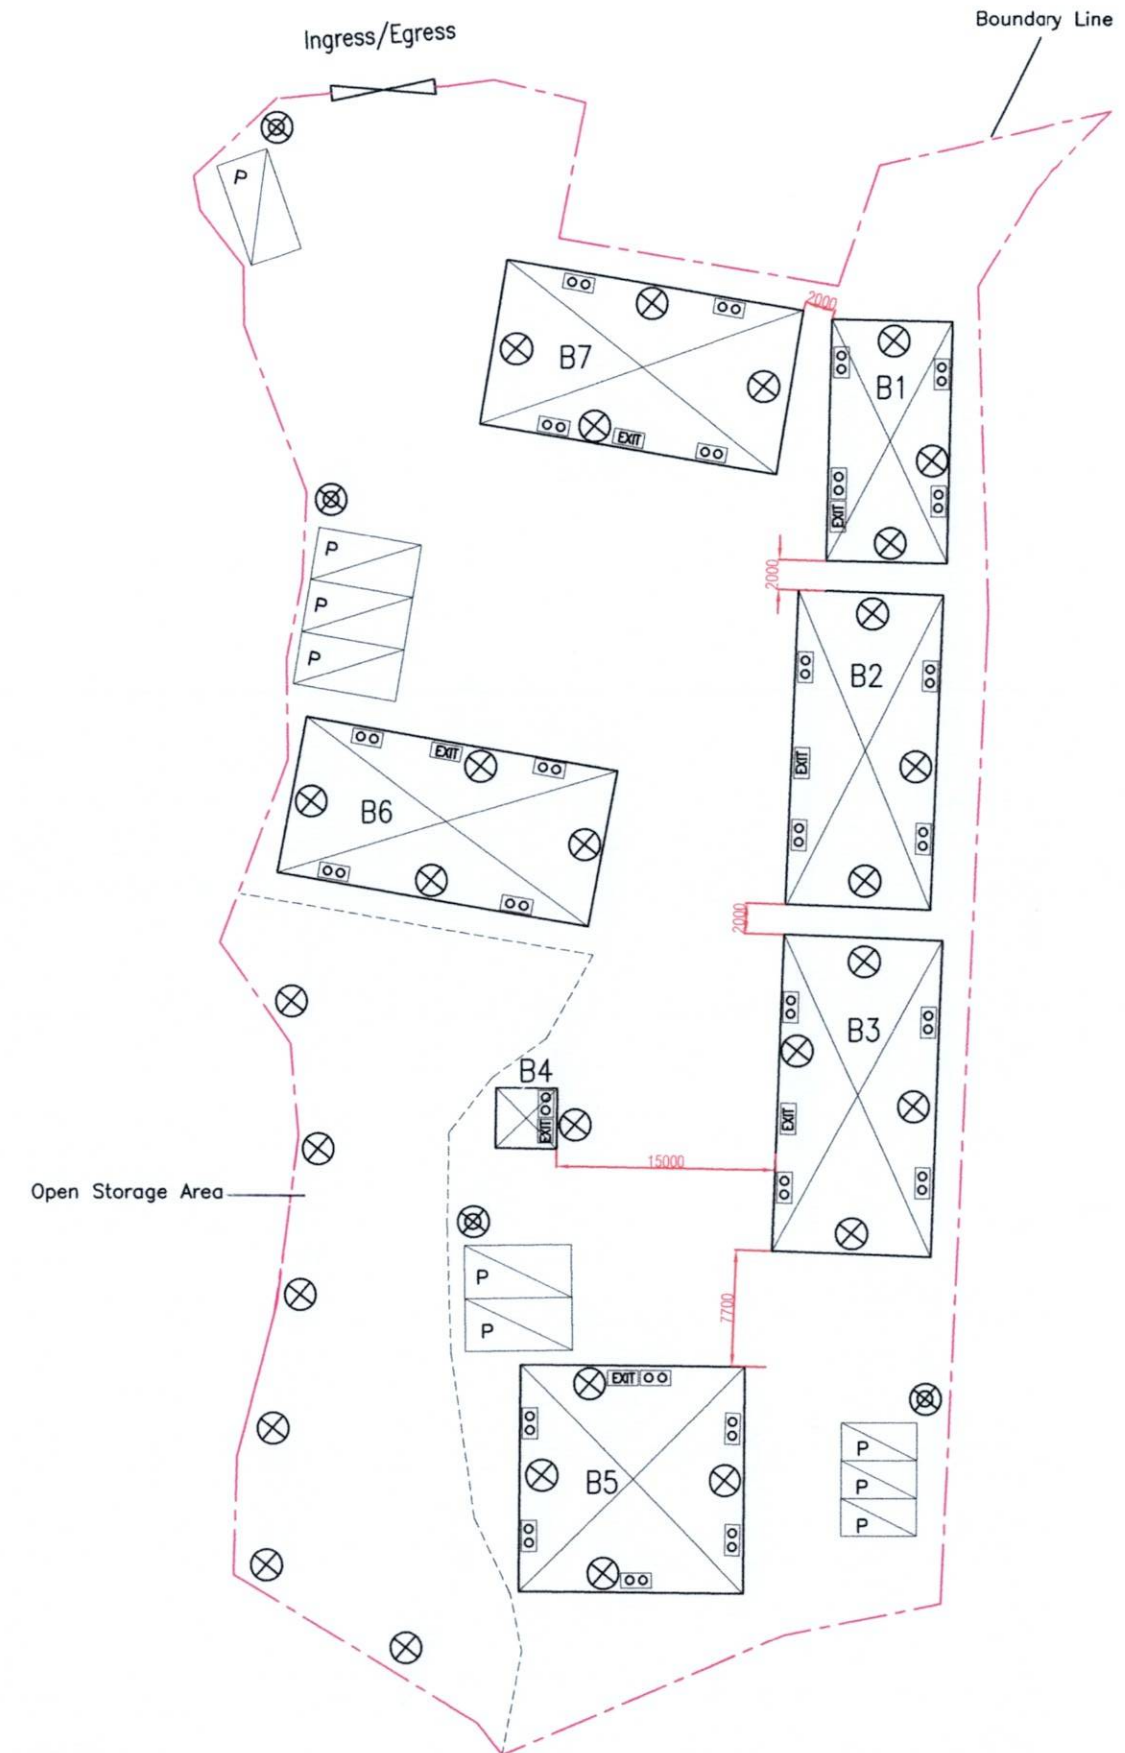 Boundary Line
Ingress/Egress
P
2000
B7
EXIT
B1
EXIT
P
P
P
2000
B2
EXIT
EXIT
B6
2000
B3
B4
EXIT
EXIT
15000
Open Storage Area
P
P
7700
EXIT
B5
P
P
P